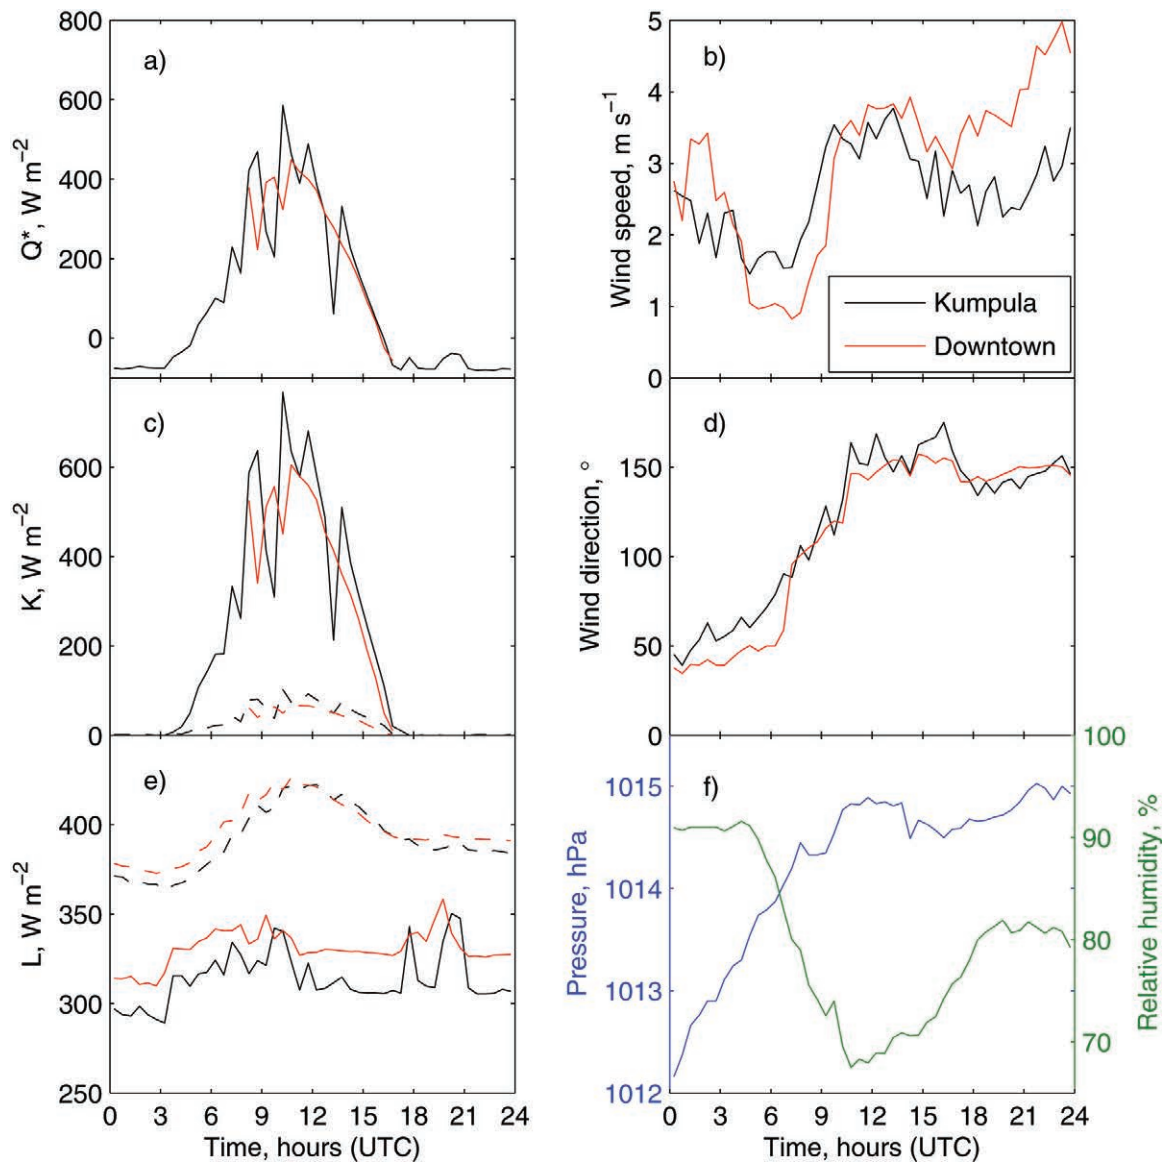 a)
800
600
400
200
0
Q*, W m⁻²
b)
5
4
3
2
1
0
Wind speed, m s⁻¹
Kumpula
Downtown
c)
600
400
200
0
K, W m⁻²
d)
150
100
50
0
Wind direction, °
e)
400
350
300
250
L, W m⁻²
0 3 6 9 12 15 18 21 24
Time, hours (UTC)
f)
1015
1014
1013
1012
Pressure, hPa
100
90
80
70
Relative humidity, %
0 3 6 9 12 15 18 21 24
Time, hours (UTC)